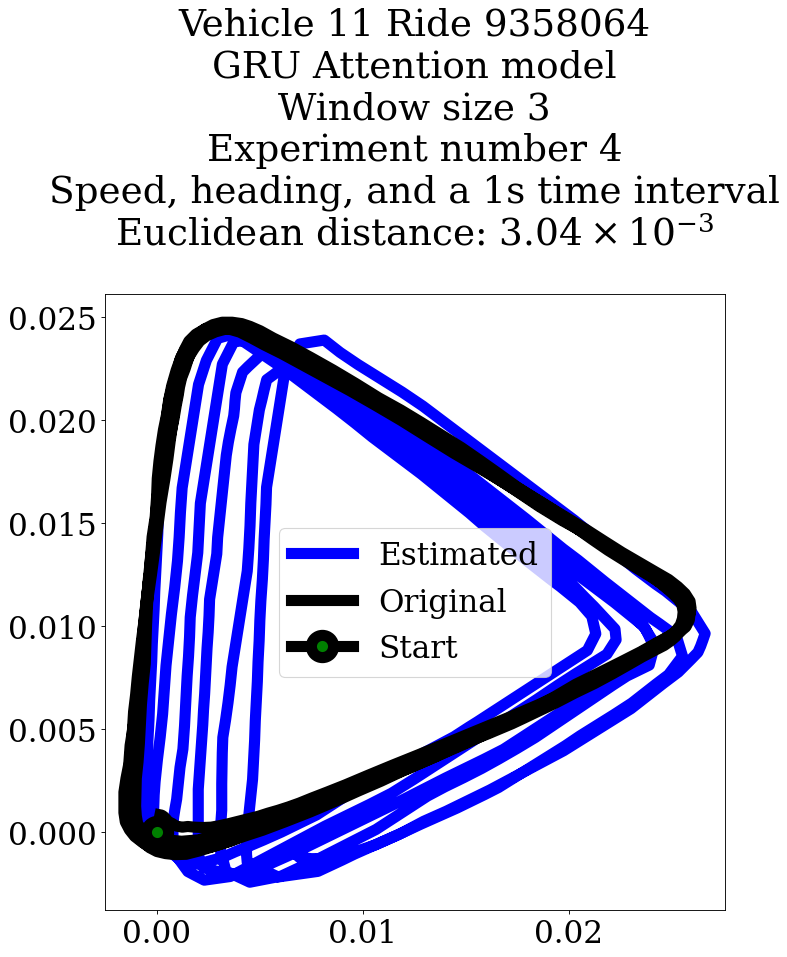 Vehicle 11 Ride 9358064
GRU Attention model
Window size 3
Experiment number 4
Speed, heading, and a 1s time interval
Euclidean distance: 3.04 × 10⁻³
0.025
0.020
0.015
0.010
0.005
0.000
Estimated
Original
Start
0.00 0.01 0.02